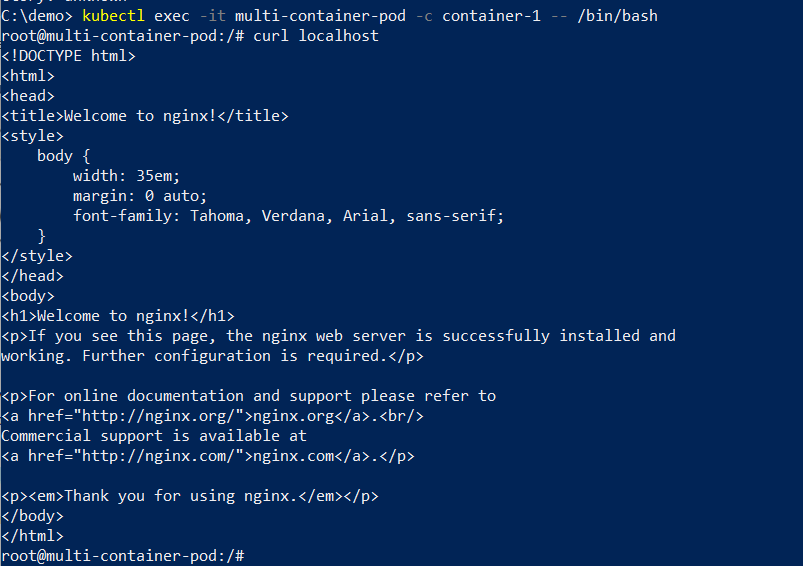 C:\demo> kubectl exec -it multi-container-pod -c container-1 -- /bin/bash
root@multi-container-pod:/# curl localhost
<!DOCTYPE html>
<html>
<head>
<title>Welcome to nginx!</title>
<style>
    body {
        width: 35em;
        margin: 0 auto;
        font-family: Tahoma, Verdana, Arial, sans-serif;
    }
</style>
</head>
<body>
<h1>Welcome to nginx!</h1>
<p>If you see this page, the nginx web server is successfully installed and
working. Further configuration is required.</p>

<p>For online documentation and support please refer to
<a href="http://nginx.org/">nginx.org</a>.<br/>
Commercial support is available at
<a href="http://nginx.com/">nginx.com</a>.</p>

<p><em>Thank you for using nginx.</em></p>
</body>
</html>
root@multi-container-pod:/#